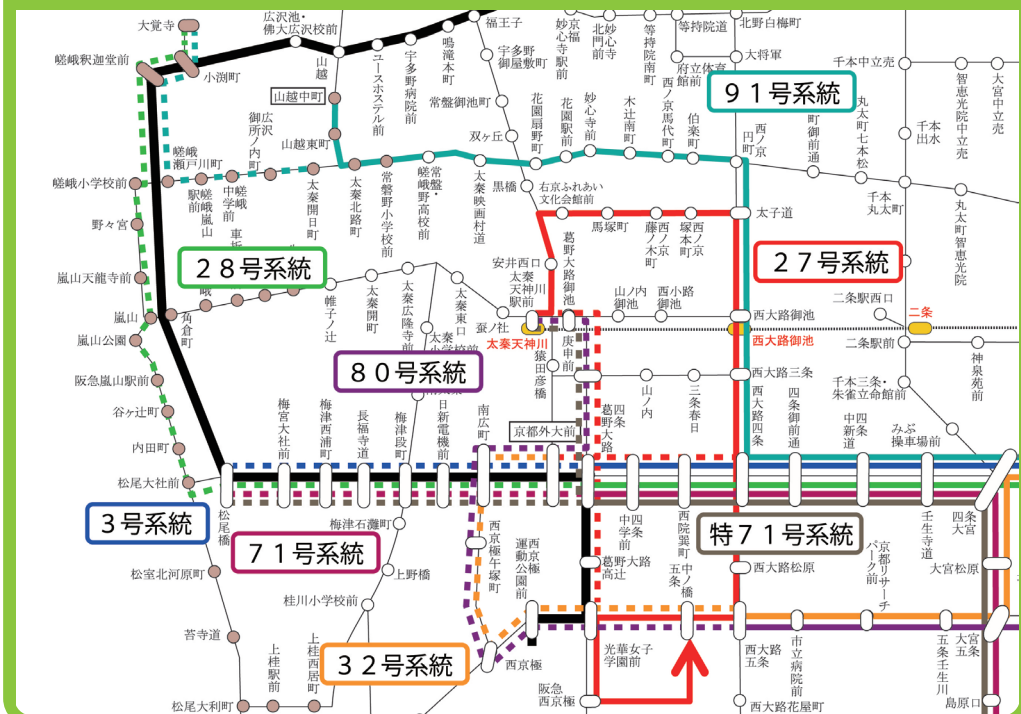 大覚寺
広沢池・
佛大広沢校前
福王子
嵯峨釈迦堂前
小渕町
山越
ユースホステル前
宇多野病院前
鳴滝本町
宇多野
御屋敷町
京福
妙心寺駅前
妙心寺
北門前
等持院南町
等持院道
北野白梅町
府立体育
館前
大将軍
千本中立売
智恵光院中立売
大宮中立売
91号系統
山越中町
常盤御池町
花園扇野町
花園駅前
妙心寺前
木辻南町
西ノ京馬代町
伯楽町
西ノ京
円町
町御前通
丸太町七本松
千本
出水
広沢
御所ノ内町
山越東町
双ヶ丘
嵯峨
瀬戸川町
嵯峨小学校前
嵯峨嵐山
駅前
嵯峨
中学前
太秦開日町
太秦北路町
常磐野小学校前
常盤・
嵯峨野高校前
太秦映画村道
黒橋
右京ふれあい
文化会館前
千本
丸太町
丸太町智恵光院
野々宮
馬塚町
西ノ京
藤ノ木町
西ノ京
塚本町
太子道
28号系統
27号系統
安井西口
太秦
天神川
駅前
葛野
大路御池
嵐山天龍寺前
帷子ノ辻
太秦開町
太秦広隆寺前
太秦東口
山ノ内
御池
西小路
御池
二条駅西口
二条
嵐山
角倉町
蚕ノ社
太秦天神川
西大路御池
西大路御池
嵐山公園
二条駅前
80号系統
猿田彦橋
庚申前
西大路三条
神泉苑前
阪急嵐山駅前
山ノ内
三条春日
西大路四条
千本三条・
朱雀立命館前
谷ヶ辻町
梅宮大社前
梅津西浦町
長福寺道
梅津段町
日新電機前
南広町
京都外大前
葛野大路
四条
四条御前通
中新道
四条
みぶ
操車場前
内田町
松尾大社前
3号系統
松尾橋
71号系統
梅津石灘町
西京極午塚町
西京極
運動公園前
四条
中学前
西院巽町
特71号系統
壬生寺道
四条
大宮
松室北河原町
上野橋
葛野大路
高辻
中ノ橋
五条
西大路松原
京都リサーチ
パーク前
大宮松原
桂川小学校前
苔寺道
上桂駅前
上桂西居町
32号系統
西京極
光華女子
学園前
西大路
五条
市立病院前
五条壬生川
大宮
五条
阪急
西京極
松尾大利町
西大路花屋町
島原口